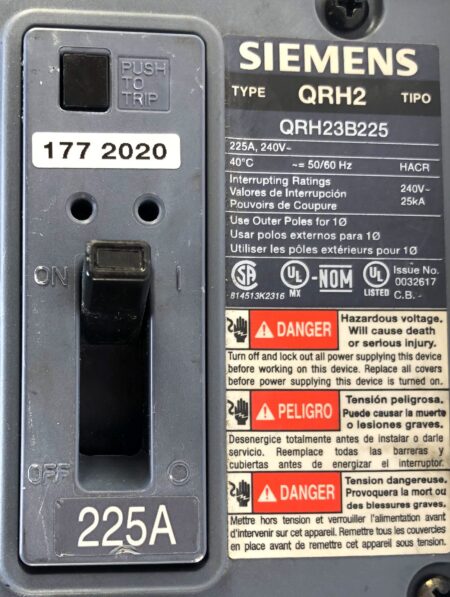 PUSH
TO
TRIP
177 2020
ON I
OFF O
225A
SIEMENS
TYPE QRH2 TIPO
QRH23B225
225A, 240V~
40°C ~= 50/60 Hz HACR
Interrupting Ratings
Valores de Interrupción 240V~
Pouvoirs de Coupure 25kA
Use Outer Poles for 1Ø
Usar polos externos para 1Ø
Utiliser les pôles extérieurs pour 1Ø
SA UL -NOM UL Issue No.
MX 0032617
814513K2316 LISTED C.B. -
DANGER Hazardous voltage.
Will cause death
or serious injury.
Turn off and lock out all power supplying this device
before working on this device. Replace all covers
before power supplying this device is turned on.
PELIGRO Tensión peligrosa.
Puede causar la muerte
o lesiones graves.
Desenergice totalmente antes de instalar o darle
servicio. Reemplace todas las barreras y
cubiertas antes de energizar el interruptor.
DANGER Tension dangereuse.
Provoquera la mort ou
des blessures graves.
Mettre hors tension et verrouiller l'alimentation avant
d'intervenir sur cet appareil. Remettre tous les couvercles
en place avant de remettre cet appareil sous tension.